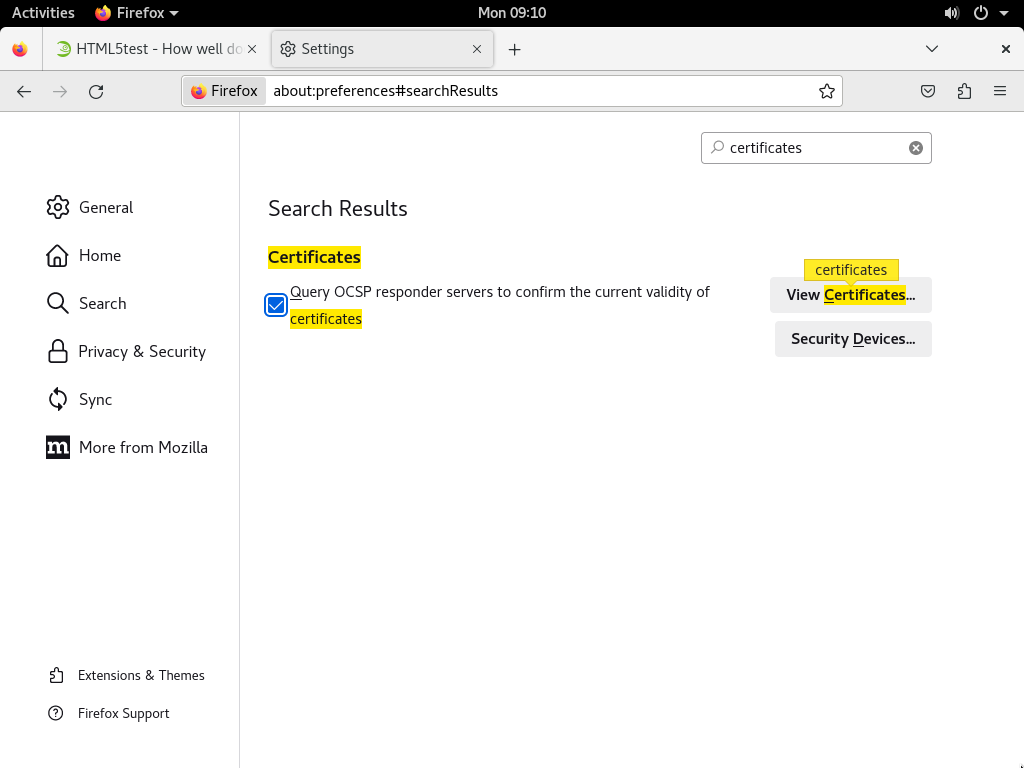 Activities Firefox Mon 09:10
HTML5test - How well do Settings
Firefox about:preferences#searchResults
certificates
General
Home
Search
Privacy & Security
Sync
m More from Mozilla
Extensions & Themes
Firefox Support
Search Results
Certificates
Query OCSP responder servers to confirm the current validity of
certificates
certificates
View Certificates...
Security Devices...